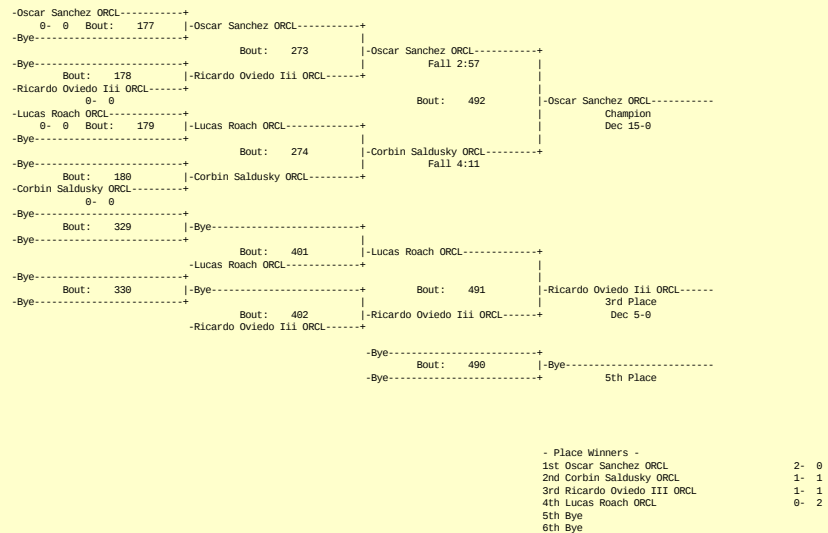 -Oscar Sanchez ORCL-----------+
0-  0   Bout:    177     |-Oscar Sanchez ORCL-----------+
-Bye--------------------------+                              |
                                    Bout:    273        |-Oscar Sanchez ORCL-----------+
-Bye--------------------------+                              |          Fall 2:57              |
        Bout:    178         |-Ricardo Oviedo Iii ORCL------+                              |
-Ricardo Oviedo Iii ORCL------+                                                             |
            0-  0                                                Bout:    492        |-Oscar Sanchez ORCL-----------
-Lucas Roach ORCL-------------+                                                             |          Champion
0-  0   Bout:    179     |-Lucas Roach ORCL-------------+                              |          Dec 15-0
-Bye--------------------------+                              |                              |
                                    Bout:    274        |-Corbin Saldusky ORCL---------+
-Bye--------------------------+                              |          Fall 4:11
        Bout:    180         |-Corbin Saldusky ORCL---------+
-Corbin Saldusky ORCL---------+
            0-  0
-Bye--------------------------+
        Bout:    329         |-Bye--------------------------+
-Bye--------------------------+                              |
                                    Bout:    401        |-Lucas Roach ORCL-------------+
                              -Lucas Roach ORCL-------------+                              |
-Bye--------------------------+                                                             |
        Bout:    330         |-Bye--------------------------+        Bout:    491        |-Ricardo Oviedo Iii ORCL------
-Bye--------------------------+                              |                              |          3rd Place
                                    Bout:    402        |-Ricardo Oviedo Iii ORCL------+           Dec 5-0
                              -Ricardo Oviedo Iii ORCL------+
-Bye--------------------------+
        Bout:    490         |-Bye--------------------------
-Bye--------------------------+          5th Place
- Place Winners -
1st Oscar Sanchez ORCL                     2-  0
2nd Corbin Saldusky ORCL                   1-  1
3rd Ricardo Oviedo III ORCL                1-  1
4th Lucas Roach ORCL                       0-  2
5th Bye
6th Bye